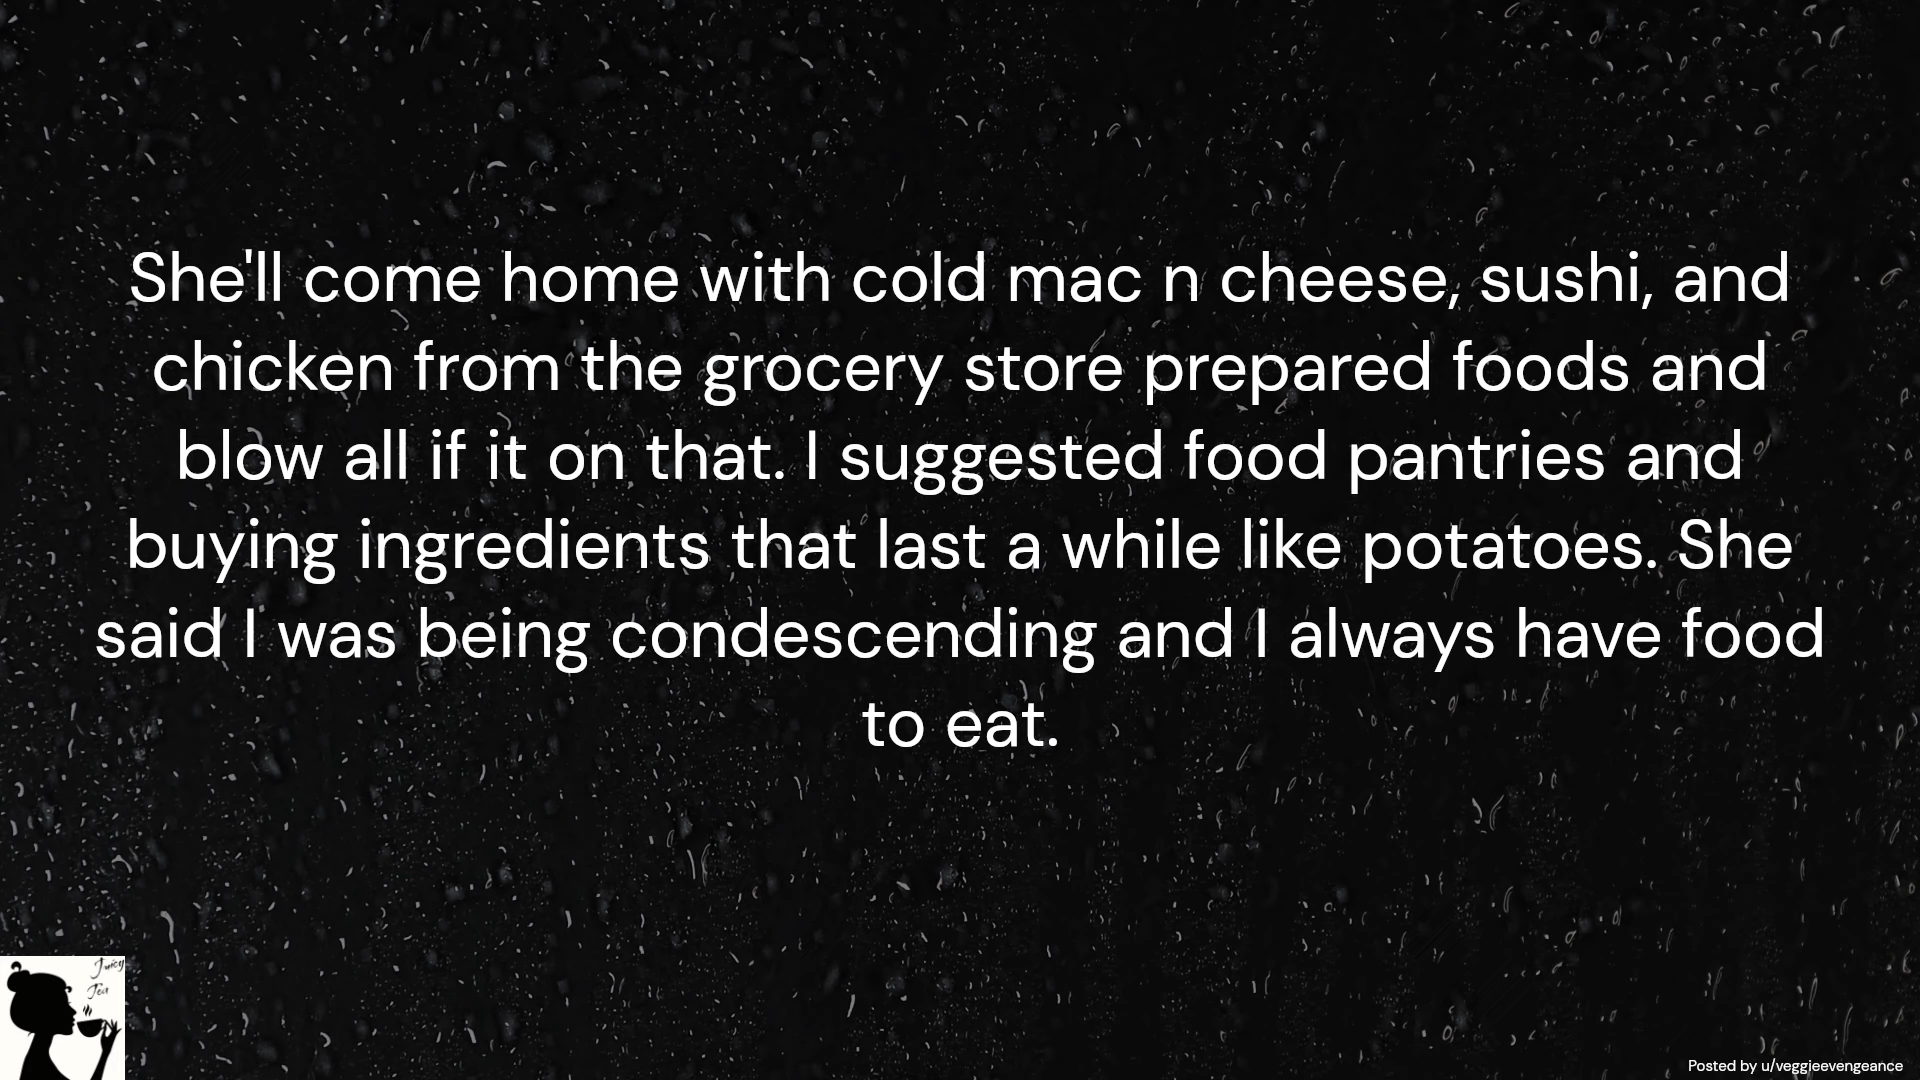 She'll come home with cold mac n cheese, sushi, and
chicken from the grocery store prepared foods and
blow all if it on that. I suggested food pantries and
buying ingredients that last a while like potatoes. She
said I was being condescending and I always have food
to eat.
Juicy
Tea
Posted by u/veggieevengeance